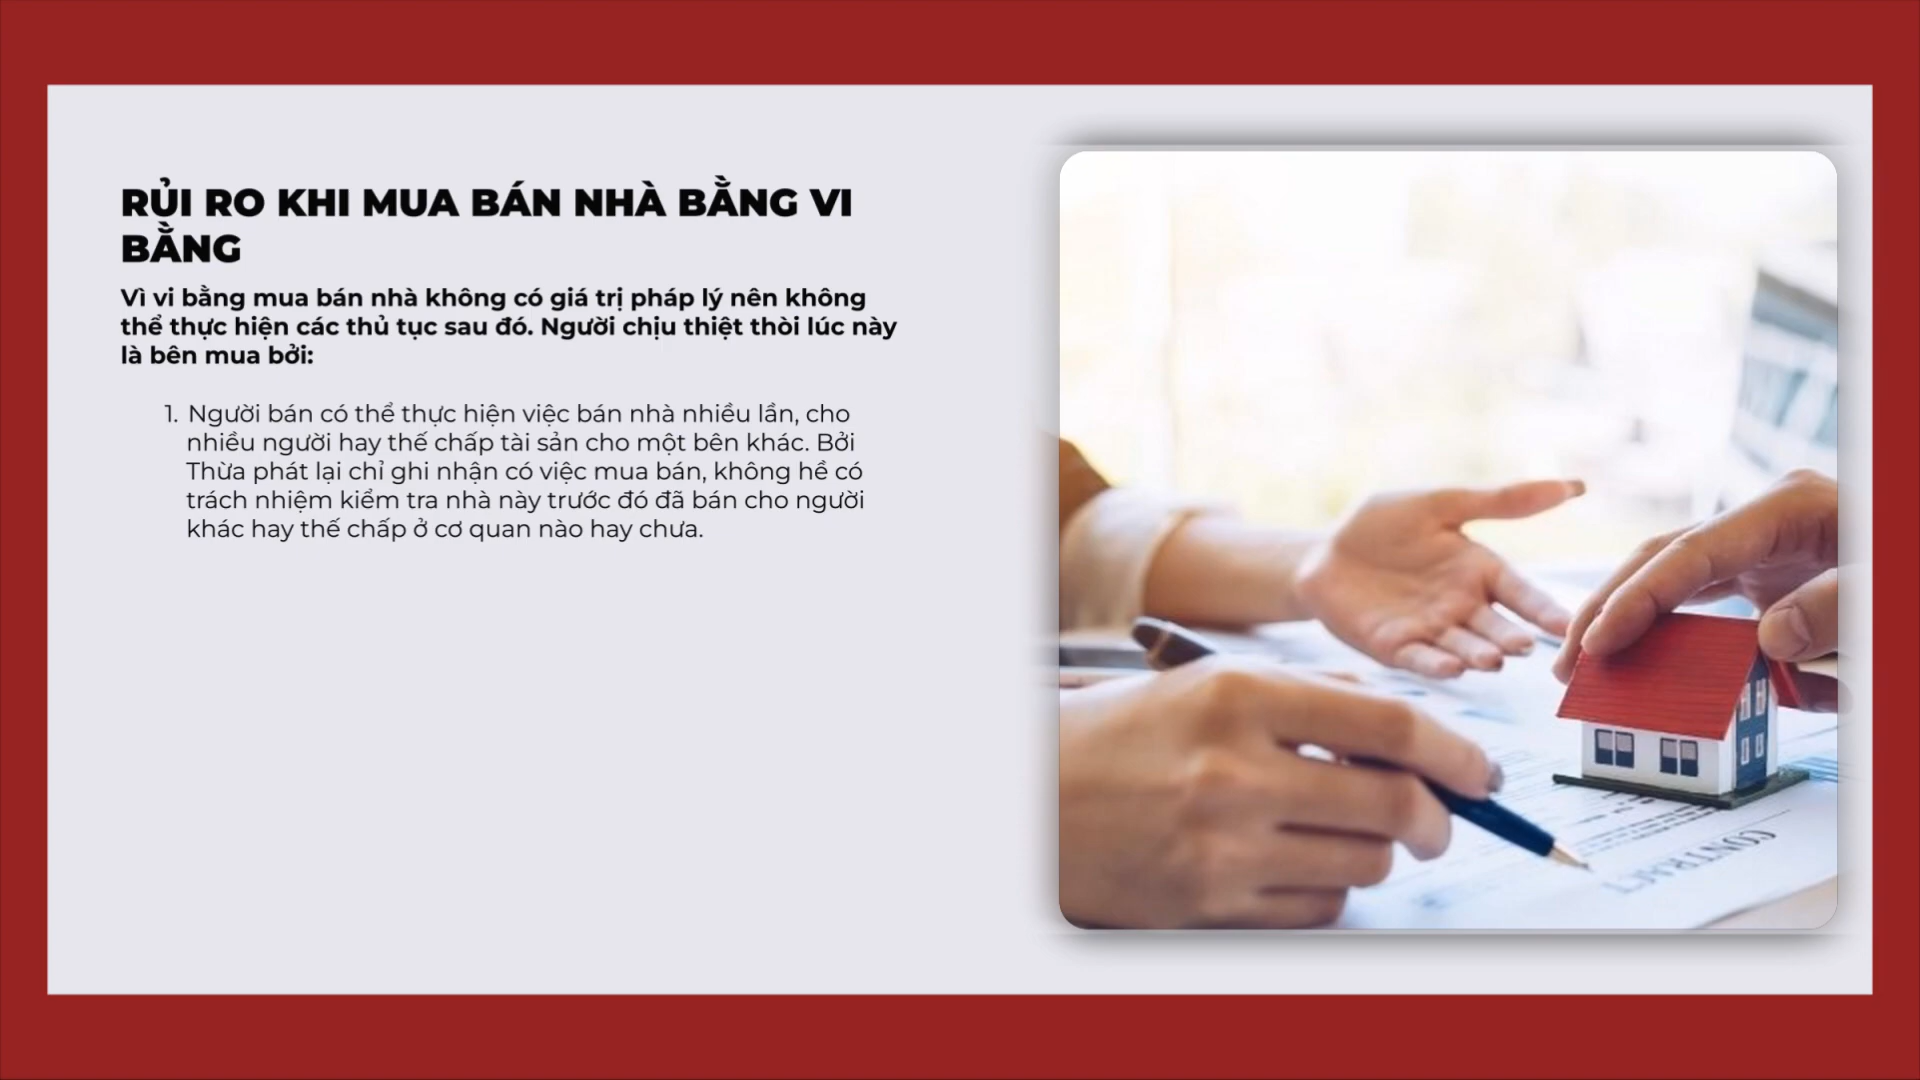 RỦI RO KHI MUA BÁN NHÀ BẰNG VI
BẰNG
Vì vi bằng mua bán nhà không có giá trị pháp lý nên không
thể thực hiện các thủ tục sau đó. Người chịu thiệt thòi lúc này
là bên mua bởi:
1. Người bán có thể thực hiện việc bán nhà nhiều lần, cho
nhiều người hay thế chấp tài sản cho một bên khác. Bởi
Thừa phát lại chỉ ghi nhận có việc mua bán, không hề có
trách nhiệm kiểm tra nhà này trước đó đã bán cho người
khác hay thế chấp ở cơ quan nào hay chưa.
CONTRACT